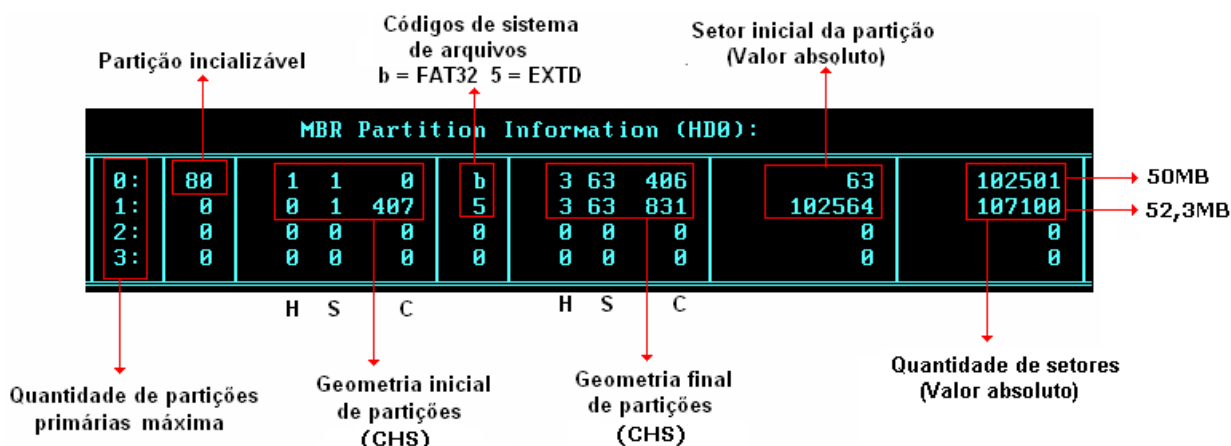 Códigos de sistema
de arquivos
b = FAT32 5 = EXTD
Setor inicial da partição
(Valor absoluto)
Partição incializável
MBR Partition Information (HD0):
0: 80 1 1 0 b 3 63 406 63 102501 50MB
1: 0 0 1 407 5 3 63 831 102564 107100 52,3MB
2: 0 0 0 0 0 0 0 0 0 0
3: 0 0 0 0 0 0 0 0 0 0
H S C H S C
Quantidade de partições
primárias máxima
Geometria inicial
de partições
(CHS)
Geometria final
de partições
(CHS)
Quantidade de setores
(Valor absoluto)